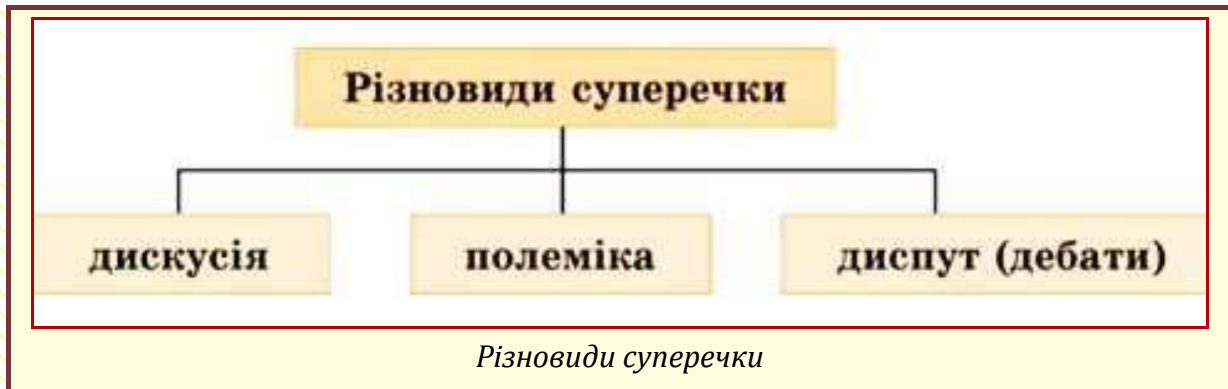 Різновиди суперечки
дискусія
полеміка
диспут (дебати)
Різновиди суперечки